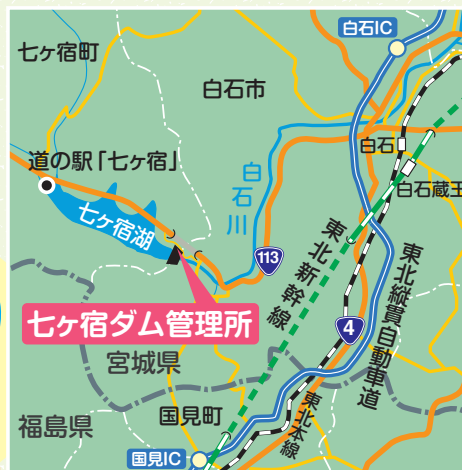 白石IC
七ヶ宿町
白石市
白石
道の駅「七ヶ宿」
白石川
白石蔵王
七ヶ宿湖
113
東北新幹線
東北縦貫自動車道
七ヶ宿ダム管理所
4
宮城県
国見町
東北本線
福島県
国見IC